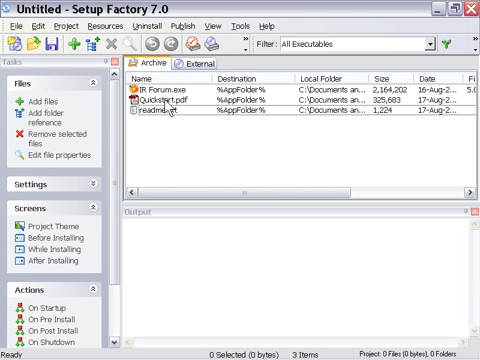 Untitled - Setup Factory 7.0
File Edit Project Resources Uninstall Publish View Tools Help
Filter: All Executables
Tasks
Files
Add files
Add folder reference
Remove selected files
Edit file properties
Settings
Screens
Project Theme
Before Installing
While Installing
After Installing
Actions
On Startup
On Pre Install
On Post Install
On Shutdown
Archive External
Name Destination Local Folder Size Date Fi
IR Forum.exe %AppFolder% C:\Documents an... 2,164,202 16-Aug-2... 5.0
Quickstart.pdf %AppFolder% C:\Documents an... 325,683 17-Aug-2...
%AppFolder% C:\Documents an... 1,224 17-Aug-2...
Output
Ready 0 Selected (0 bytes) 3 Items Project: 0 Files (0 bytes), 0 Folders